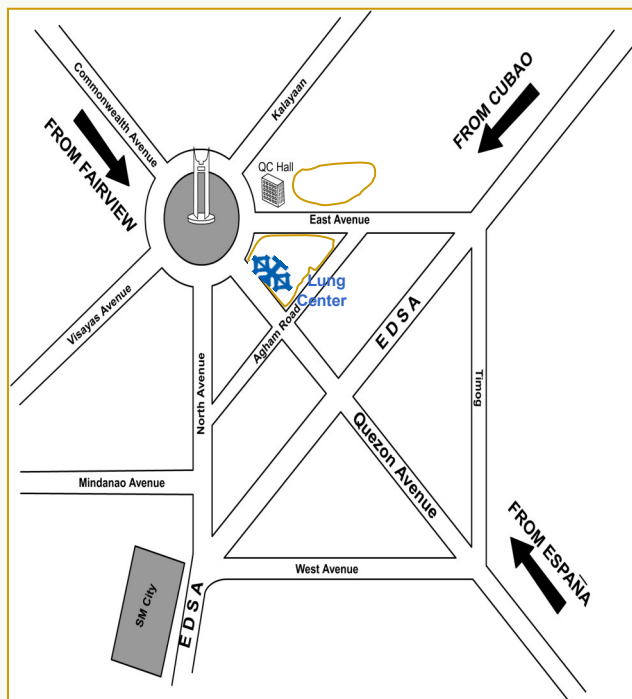 Commonwealth Avenue
Kalayaan
FROM CUBAO
FROM FAIRVIEW
QC Hall
East Avenue
Lung
Center
Visayas Avenue
Agham Road
EDSA
North Avenue
Timog
Quezon Avenue
Mindanao Avenue
FROM ESPAÑA
West Avenue
SM City
EDSA